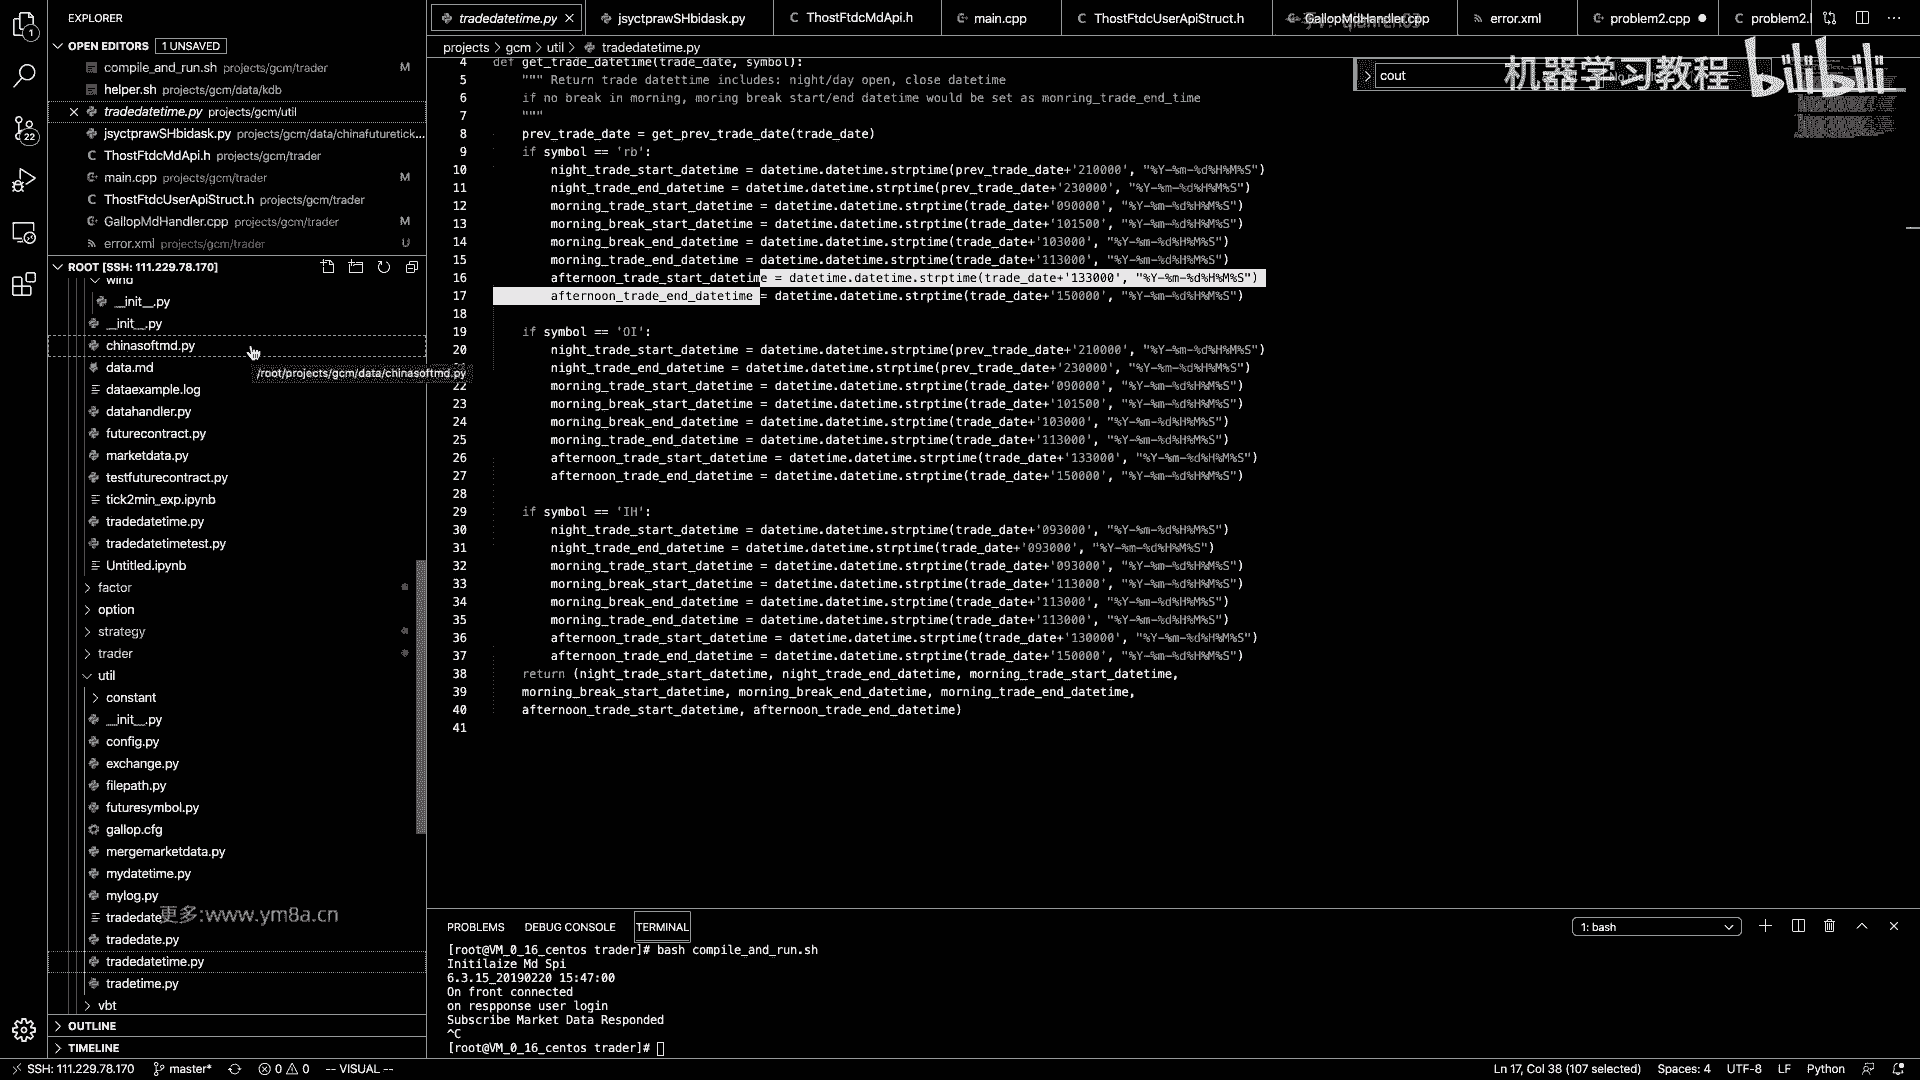 EXPLORER
OPEN EDITORS 1 UNSAVED
compile_and_run.sh projects/gcm/trader M
helper.sh projects/gcm/data/kdb
tradedatetime.py projects/gcm/util
jsyctprawSHbidask.py projects/gcm/data/chinafuturetick...
ThostFtdcMdApi.h projects/gcm/trader
main.cpp projects/gcm/trader M
ThostFtdcUserApiStruct.h projects/gcm/trader
GallopMdHandler.cpp projects/gcm/trader M
error.xml projects/gcm/trader U
ROOT [SSH: 111.229.78.170]
wind
__init__.py
__init__.py
chinasoftmd.py
/root/projects/gcm/data/chinasoftmd.py
data.md
dataexample.log
datahandler.py
futurecontract.py
marketdata.py
testfuturecontract.py
tick2min_exp.ipynb
tradedatetime.py
tradedatetimetest.py
Untitled.ipynb
factor
option
strategy
trader
util
constant
__init__.py
config.py
exchange.py
filepath.py
futuresymbol.py
gallop.cfg
mergemarketdata.py
mydatetime.py
mylog.py
更多:www.ym8a.cn
tradedate.py
tradedatetime.py
tradetime.py
vbt
OUTLINE
TIMELINE
1
22
tradedatetime.py jsyctprawSHbidask.py ThostFtdcMdApi.h main.cpp ThostFtdcUserApiStruct.h GallopMdHandler.cpp error.xml problem2.cpp problem2.
projects > gcm > util > tradedatetime.py
cout
机器学习教程 bilibili
4 def get_trade_datetime(trade_date, symbol):
5 """ Return trade datettime includes: night/day open, close datetime
6 if no break in morning, moring break start/end datetime would be set as monring_trade_end_time
7 """
8 prev_trade_date = get_prev_trade_date(trade_date)
9 if symbol == 'rb':
10 night_trade_start_datetime = datetime.datetime.strptime(prev_trade_date+'210000', "%Y-%m-%d%H%M%S")
11 night_trade_end_datetime = datetime.datetime.strptime(prev_trade_date+'230000', "%Y-%m-%d%H%M%S")
12 morning_trade_start_datetime = datetime.datetime.strptime(trade_date+'090000', "%Y-%m-%d%H%M%S")
13 morning_break_start_datetime = datetime.datetime.strptime(trade_date+'101500', "%Y-%m-%d%H%M%S")
14 morning_break_end_datetime = datetime.datetime.strptime(trade_date+'103000', "%Y-%m-%d%H%M%S")
15 morning_trade_end_datetime = datetime.datetime.strptime(trade_date+'113000', "%Y-%m-%d%H%M%S")
16 afternoon_trade_start_datetime = datetime.datetime.strptime(trade_date+'133000', "%Y-%m-%d%H%M%S")
17 afternoon_trade_end_datetime = datetime.datetime.strptime(trade_date+'150000', "%Y-%m-%d%H%M%S")
18
19 if symbol == 'OI':
20 night_trade_start_datetime = datetime.datetime.strptime(prev_trade_date+'210000', "%Y-%m-%d%H%M%S")
night_trade_end_datetime = datetime.datetime.strptime(prev_trade_date+'230000', "%Y-%m-%d%H%M%S")
22 morning_trade_start_datetime = datetime.datetime.strptime(trade_date+'090000', "%Y-%m-%d%H%M%S")
23 morning_break_start_datetime = datetime.datetime.strptime(trade_date+'101500', "%Y-%m-%d%H%M%S")
24 morning_break_end_datetime = datetime.datetime.strptime(trade_date+'103000', "%Y-%m-%d%H%M%S")
25 morning_trade_end_datetime = datetime.datetime.strptime(trade_date+'113000', "%Y-%m-%d%H%M%S")
26 afternoon_trade_start_datetime = datetime.datetime.strptime(trade_date+'133000', "%Y-%m-%d%H%M%S")
27 afternoon_trade_end_datetime = datetime.datetime.strptime(trade_date+'150000', "%Y-%m-%d%H%M%S")
28
29 if symbol == 'IH':
30 night_trade_start_datetime = datetime.datetime.strptime(trade_date+'093000', "%Y-%m-%d%H%M%S")
31 night_trade_end_datetime = datetime.datetime.strptime(trade_date+'093000', "%Y-%m-%d%H%M%S")
32 morning_trade_start_datetime = datetime.datetime.strptime(trade_date+'093000', "%Y-%m-%d%H%M%S")
33 morning_break_start_datetime = datetime.datetime.strptime(trade_date+'113000', "%Y-%m-%d%H%M%S")
34 morning_break_end_datetime = datetime.datetime.strptime(trade_date+'113000', "%Y-%m-%d%H%M%S")
35 morning_trade_end_datetime = datetime.datetime.strptime(trade_date+'113000', "%Y-%m-%d%H%M%S")
36 afternoon_trade_start_datetime = datetime.datetime.strptime(trade_date+'130000', "%Y-%m-%d%H%M%S")
37 afternoon_trade_end_datetime = datetime.datetime.strptime(trade_date+'150000', "%Y-%m-%d%H%M%S")
38 return (night_trade_start_datetime, night_trade_end_datetime, morning_trade_start_datetime,
39 morning_break_start_datetime, morning_break_end_datetime, morning_trade_end_datetime,
40 afternoon_trade_start_datetime, afternoon_trade_end_datetime)
41
PROBLEMS DEBUG CONSOLE TERMINAL 1: bash
[root@VM_0_16_centos trader]# bash compile_and_run.sh
Initilaize Md Spi
6.3.15_20190220 15:47:00
On front connected
on respponse user login
Subscribe Market Data Responded
^C
[root@VM_0_16_centos trader]#
SSH: 111.229.78.170 master* 0 0 -- VISUAL -- Ln 17, Col 38 (107 selected) Spaces: 4 UTF-8 LF Python